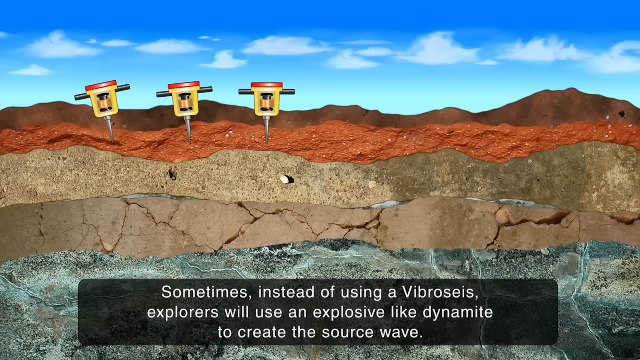 Sometimes, instead of using a Vibroseis,
explorers will use an explosive like dynamite
to create the source wave.